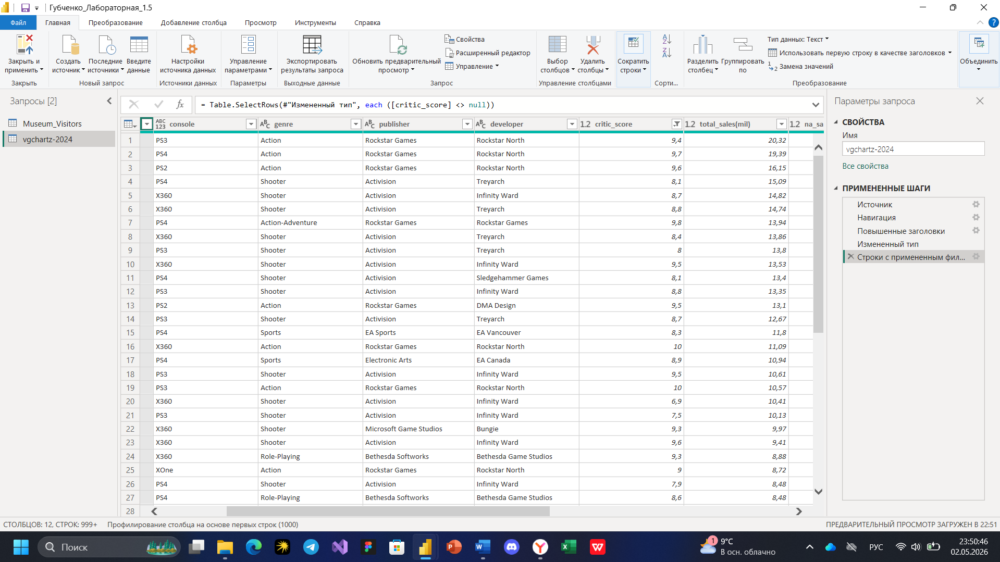 Губченко_Лабораторная_1.5
Файл
Главная
Преобразование
Добавление столбца
Просмотр
Инструменты
Справка
?
Закрыть и
применить
Закрыть
Создать
источник
Последние
источники
Введите
данные
Новый запрос
Настройки
источника данных
Источники данных
Управление
параметрами
Параметры
Экспортировать
результаты запроса
Выходные данные
Обновить предварительный
просмотр
Свойства
Расширенный редактор
Управление
Запрос
Выбор
столбцов
Удалить
столбцы
Управление столбцами
Сократить
строки
Сорти...
Разделить
столбец
Группировать
по
Тип данных: Текст
Использовать первую строку в качестве заголовков
Замена значений
Преобразование
Объединить
Запросы [2]
Museum_Visitors
vgchartz-2024
fx
= Table.SelectRows(#"Измененный тип", each ([critic_score] <> null))
ABC 123 console ABC genre ABC publisher ABC developer 1.2 critic_score 1.2 total_sales(mil) 1.2 na_sa
1 PS3 Action Rockstar Games Rockstar North 9,4 20,32
2 PS4 Action Rockstar Games Rockstar North 9,7 19,39
3 PS2 Action Rockstar Games Rockstar North 9,6 16,15
4 PS4 Shooter Activision Treyarch 8,1 15,09
5 X360 Shooter Activision Infinity Ward 8,7 14,82
6 X360 Shooter Activision Treyarch 8,8 14,74
7 PS4 Action-Adventure Rockstar Games Rockstar Games 9,8 13,94
8 X360 Shooter Activision Treyarch 8,4 13,86
9 PS3 Shooter Activision Treyarch 8 13,8
10 X360 Shooter Activision Infinity Ward 9,5 13,53
11 PS4 Shooter Activision Sledgehammer Games 8,1 13,4
12 PS3 Shooter Activision Infinity Ward 8,8 13,35
13 PS2 Action Rockstar Games DMA Design 9,5 13,1
14 PS3 Shooter Activision Treyarch 8,7 12,67
15 PS4 Sports EA Sports EA Vancouver 8,3 11,8
16 X360 Action Rockstar Games Rockstar North 10 11,09
17 PS4 Sports Electronic Arts EA Canada 8,9 10,94
18 PS3 Shooter Activision Infinity Ward 9,5 10,61
19 PS3 Action Rockstar Games Rockstar North 10 10,57
20 X360 Shooter Activision Infinity Ward 6,9 10,41
21 PS3 Shooter Activision Infinity Ward 7,5 10,13
22 X360 Shooter Microsoft Game Studios Bungie 9,3 9,97
23 X360 Shooter Activision Infinity Ward 9,6 9,41
24 X360 Role-Playing Bethesda Softworks Bethesda Game Studios 9,3 8,88
25 XOne Action Rockstar Games Rockstar North 9 8,72
26 PS4 Shooter Activision Infinity Ward 7,9 8,48
27 PS4 Role-Playing Bethesda Softworks Bethesda Game Studios 8,6 8,48
28
Параметры запроса
СВОЙСТВА
Имя
vgchartz-2024
Все свойства
ПРИМЕНЕННЫЕ ШАГИ
Источник
Навигация
Повышенные заголовки
Измененный тип
Строки с примененным фил...
СТОЛБЦОВ: 12, СТРОК: 999+
Профилирование столбца на основе первых строк (1000)
ПРЕДВАРИТЕЛЬНЫЙ ПРОСМОТР ЗАГРУЖЕН В 22:51
Поиск
1
9°C
В осн. облачно
РУС
23:50:46
02.05.2026